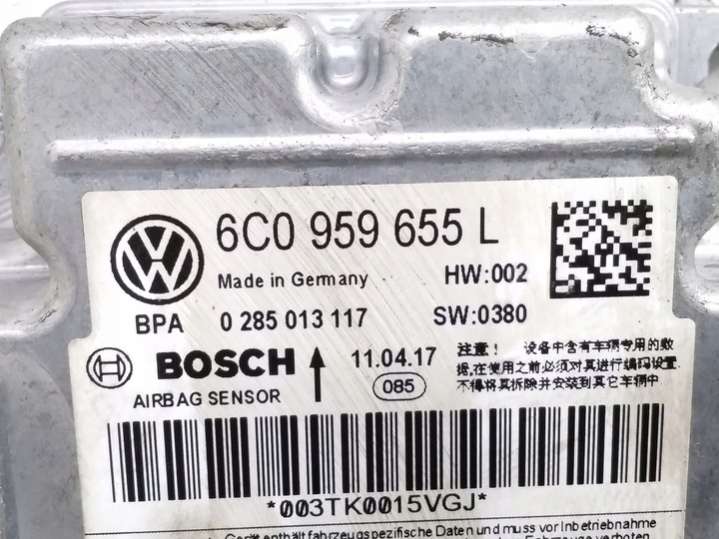 6C0 959 655 L
Made in Germany
HW:002
BPA
0 285 013 117
SW:0380
BOSCH
11.04.17
085
AIRBAG SENSOR
注意！ 设备中含有车辆专用的数
据,在使用之前必须对其进行编码设置
不得将其拆除并安装到其它车辆中
*003TK0015VGJ*
Gerät enthält fahrzeugspezifische Daten und muss vor Inbetriebnahme
Fahrzeuge verboten